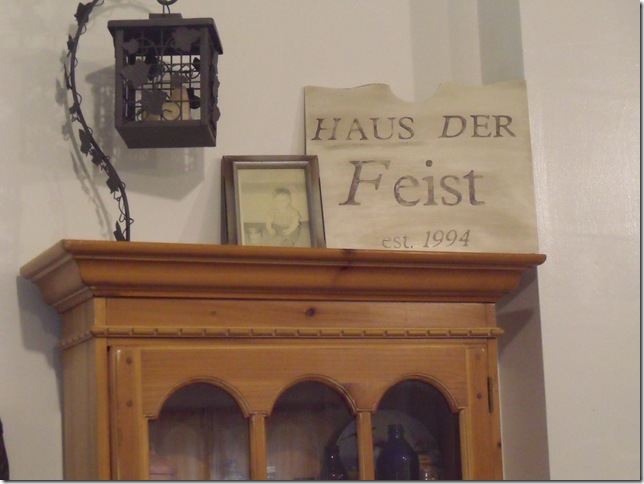 HAUS DER
Feist
est. 1994